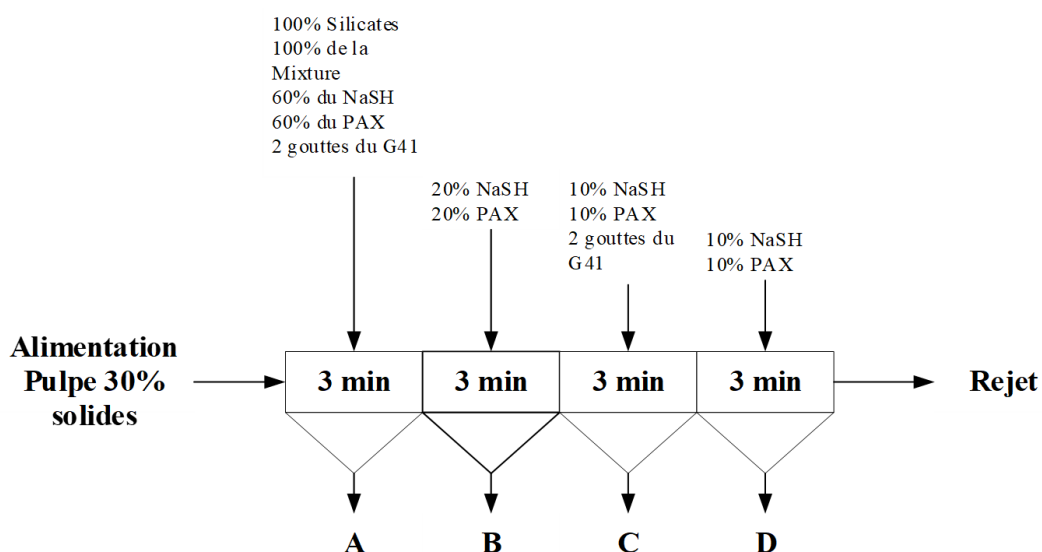 100% Silicates
100% de la
Mixture
60% du NaSH
60% du PAX
2 gouttes du G41
20% NaSH
20% PAX
10% NaSH
10% PAX
2 gouttes du
G41
10% NaSH
10% PAX
Alimentation
Pulpe 30%
solides
3 min
3 min
3 min
3 min
Rejet
A
B
C
D